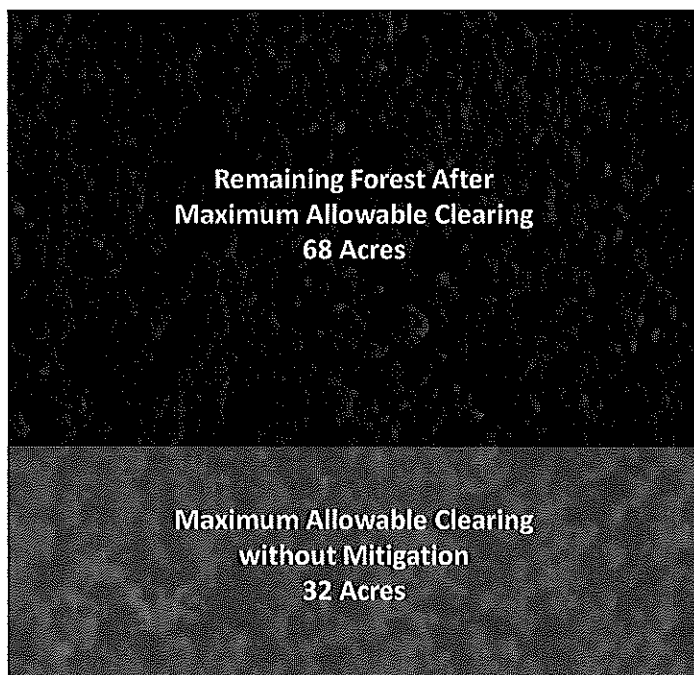 Remaining Forest After
Maximum Allowable Clearing
68 Acres
Maximum Allowable Clearing
without Mitigation
32 Acres